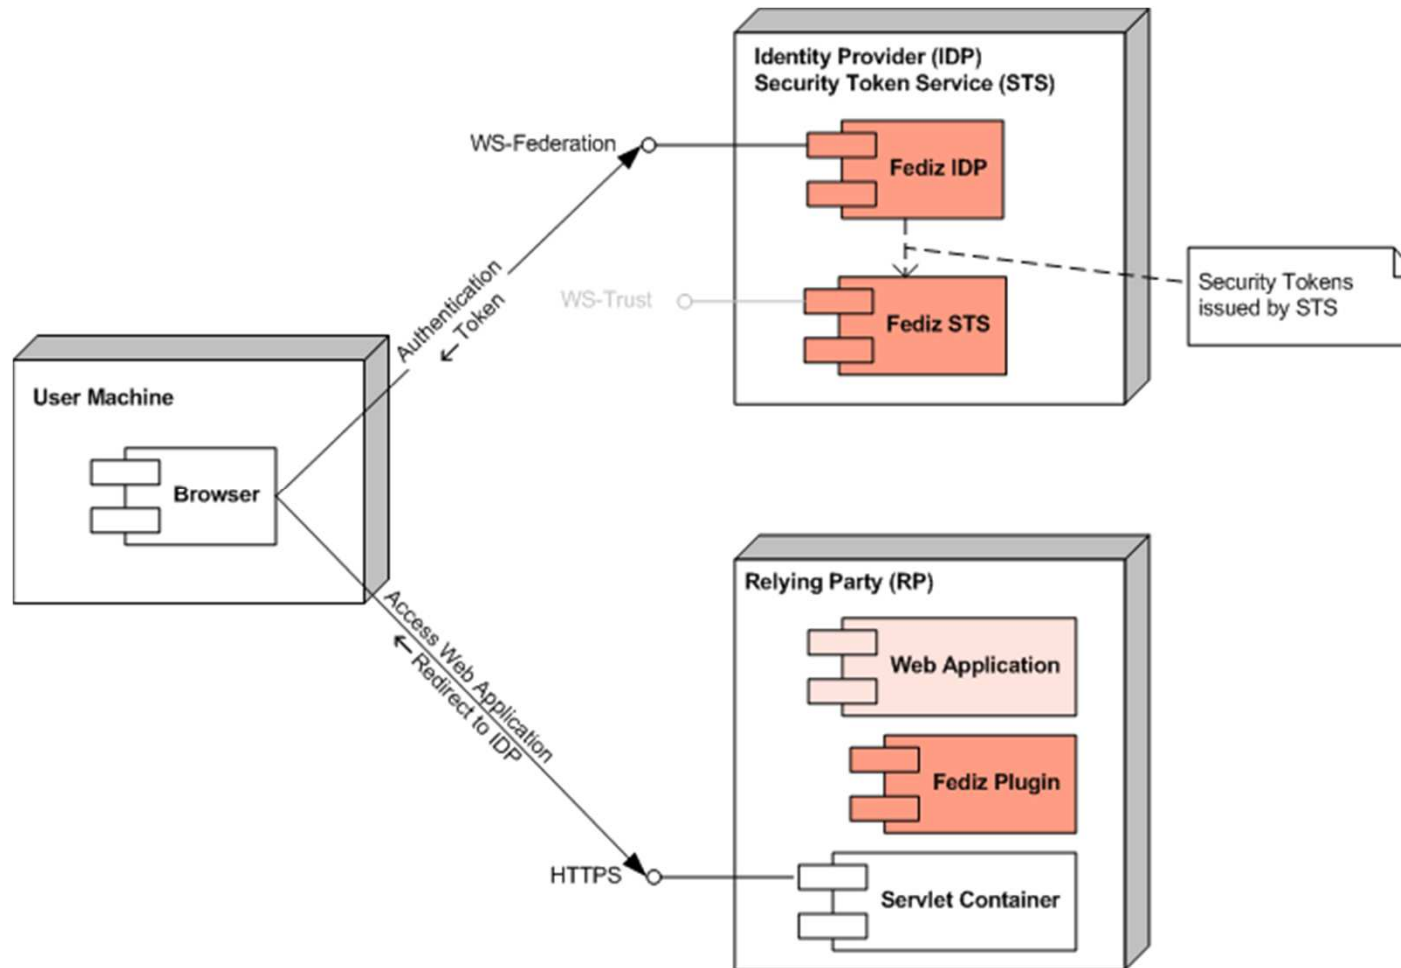 Identity Provider (IDP)
Security Token Service (STS)
WS-Federation
Fediz IDP
Authentication
← Token
WS-Trust
Fediz STS
Security Tokens
issued by STS
User Machine
Browser
Access Web Application
← Redirect to IDP
Relying Party (RP)
Web Application
Fediz Plugin
HTTPS
Servlet Container